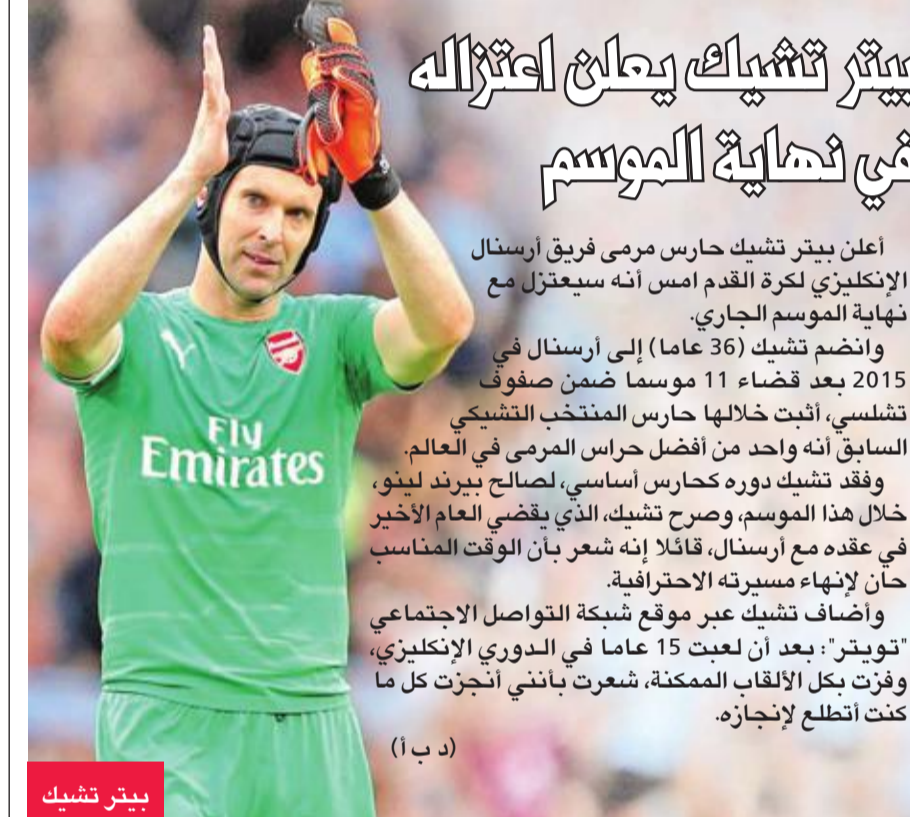 بيتر تشيك يعلن اعتزاله
في نهاية الموسم
أعلن بيتر تشيك حارس مرمى فريق أرسنال
الإنكليزي لكرة القدم امس أنه سيعتزل مع
نهاية الموسم الجاري.
وانضم تشيك (36 عاما) إلى أرسنال في
2015 بعد قضاء 11 موسما ضمن صفوف
تشلسي، أثبت خلالها حارس المنتخب التشيكي
السابق أنه واحد من أفضل حراس المرمى في العالم.
وفقد تشيك دوره كحارس أساسي، لصالح بيرند لينو،
خلال هذا الموسم، وصرح تشيك، الذي يقضي العام الأخير
في عقده مع أرسنال، قائلا إنه شعر بأن الوقت المناسب
حان لإنهاء مسيرته الاحترافية.
وأضاف تشيك عبر موقع شبكة التواصل الاجتماعي
"تويتر": بعد أن لعبت 15 عاما في الدوري الإنكليزي،
وفزت بكل الألقاب الممكنة، شعرت بأنني أنجزت كل ما
كنت أتطلع لإنجازه.
(د ب أ)
Fly
Emirates
بيتر تشيك